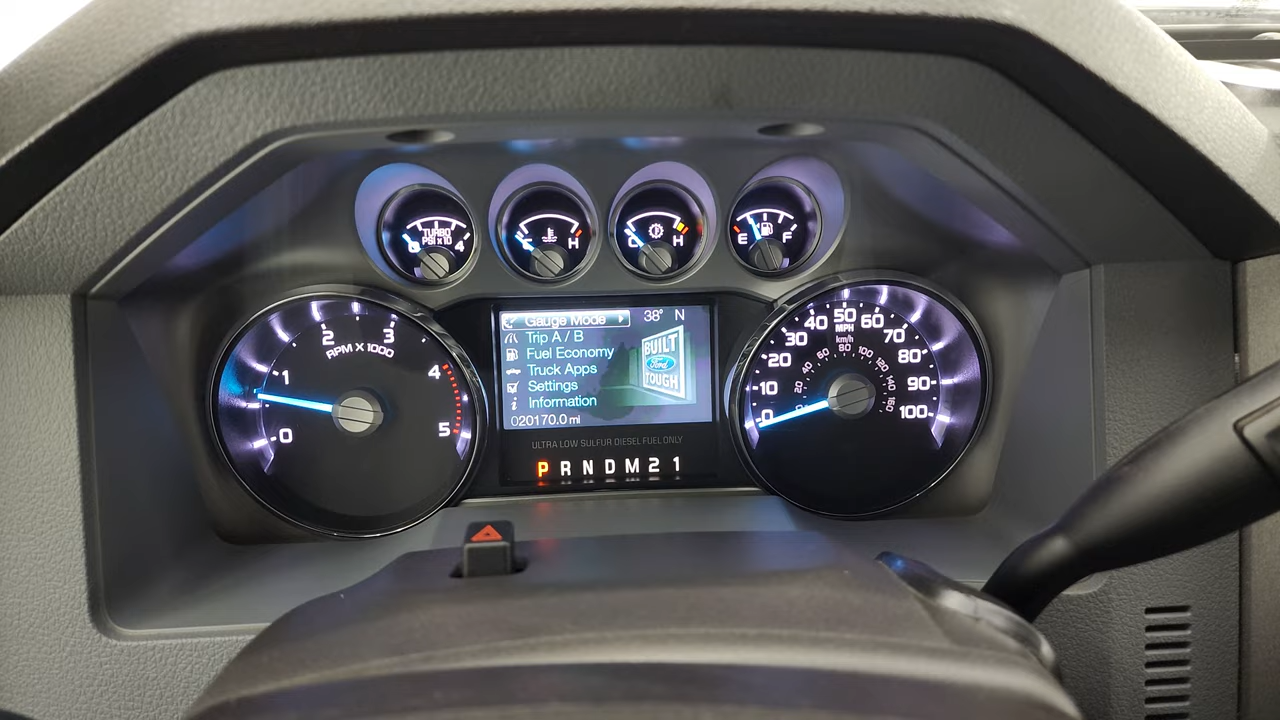 TURBO
PSI x10
0 4
C H
C H
E F
0 1 2 3 4 5
RPM X 1000
Gauge Mode
38° N
Trip A / B
Fuel Economy
Truck Apps
Settings
Information
020170.0 mi
BUILT
Ford
TOUGH
ULTRA LOW SULFUR DIESEL FUEL ONLY
P R N D M 2 1
0 10 20 30 40 50 60 70 80 90 100
MPH
km/h
0 20 40 60 80 100 120 140 160